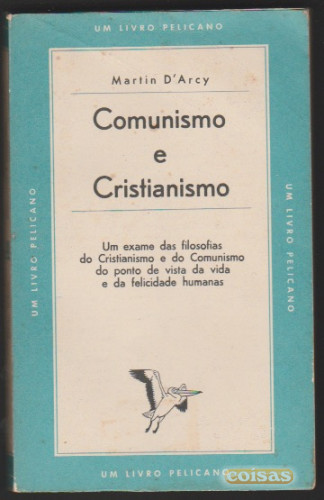 UM LIVRO PELICANO
Martin D'Arcy
Comunismo
e
Cristianismo
Um exame das filosofias
do Cristianismo e do Comunismo
do ponto de vista da vida
e da felicidade humanas
UM LIVRO PELICANO
UM LIVRO PELICANO
UM LIVRO PELICANO
coisas